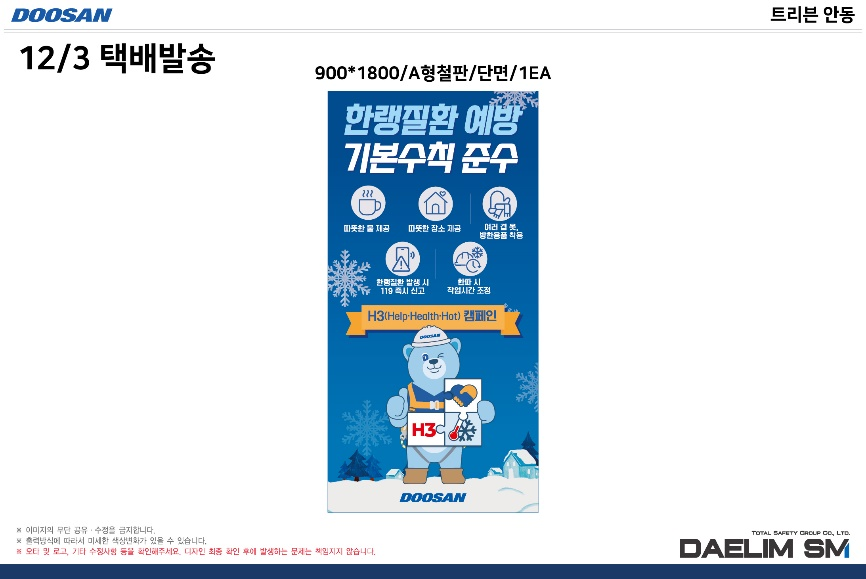 DOOSAN
트리븐 안동
12/3 택배발송
900*1800/A형철판/단면/1EA
한랭질환 예방
기본수칙 준수
따뜻한 물 제공
따뜻한 장소 제공
여러 겹 옷,
방한용품 착용
한랭질환 발생 시
119 즉시 신고
한파 시
작업시간 조정
H3(Help·Health·Hot) 캠페인
DOOSAN
H3
DOOSAN
※ 이미지의 무단 공유 · 수정을 금지합니다.
※ 출력방식에 따라서 미세한 색상변화가 있을 수 있습니다.
※ 오타 및 로고, 기타 수정사항 등을 확인해주세요. 디자인 최종 확인 후에 발생하는 문제는 책임지지 않습니다.
TOTAL SAFETY GROUP CO., LTD.
DAELIM SM